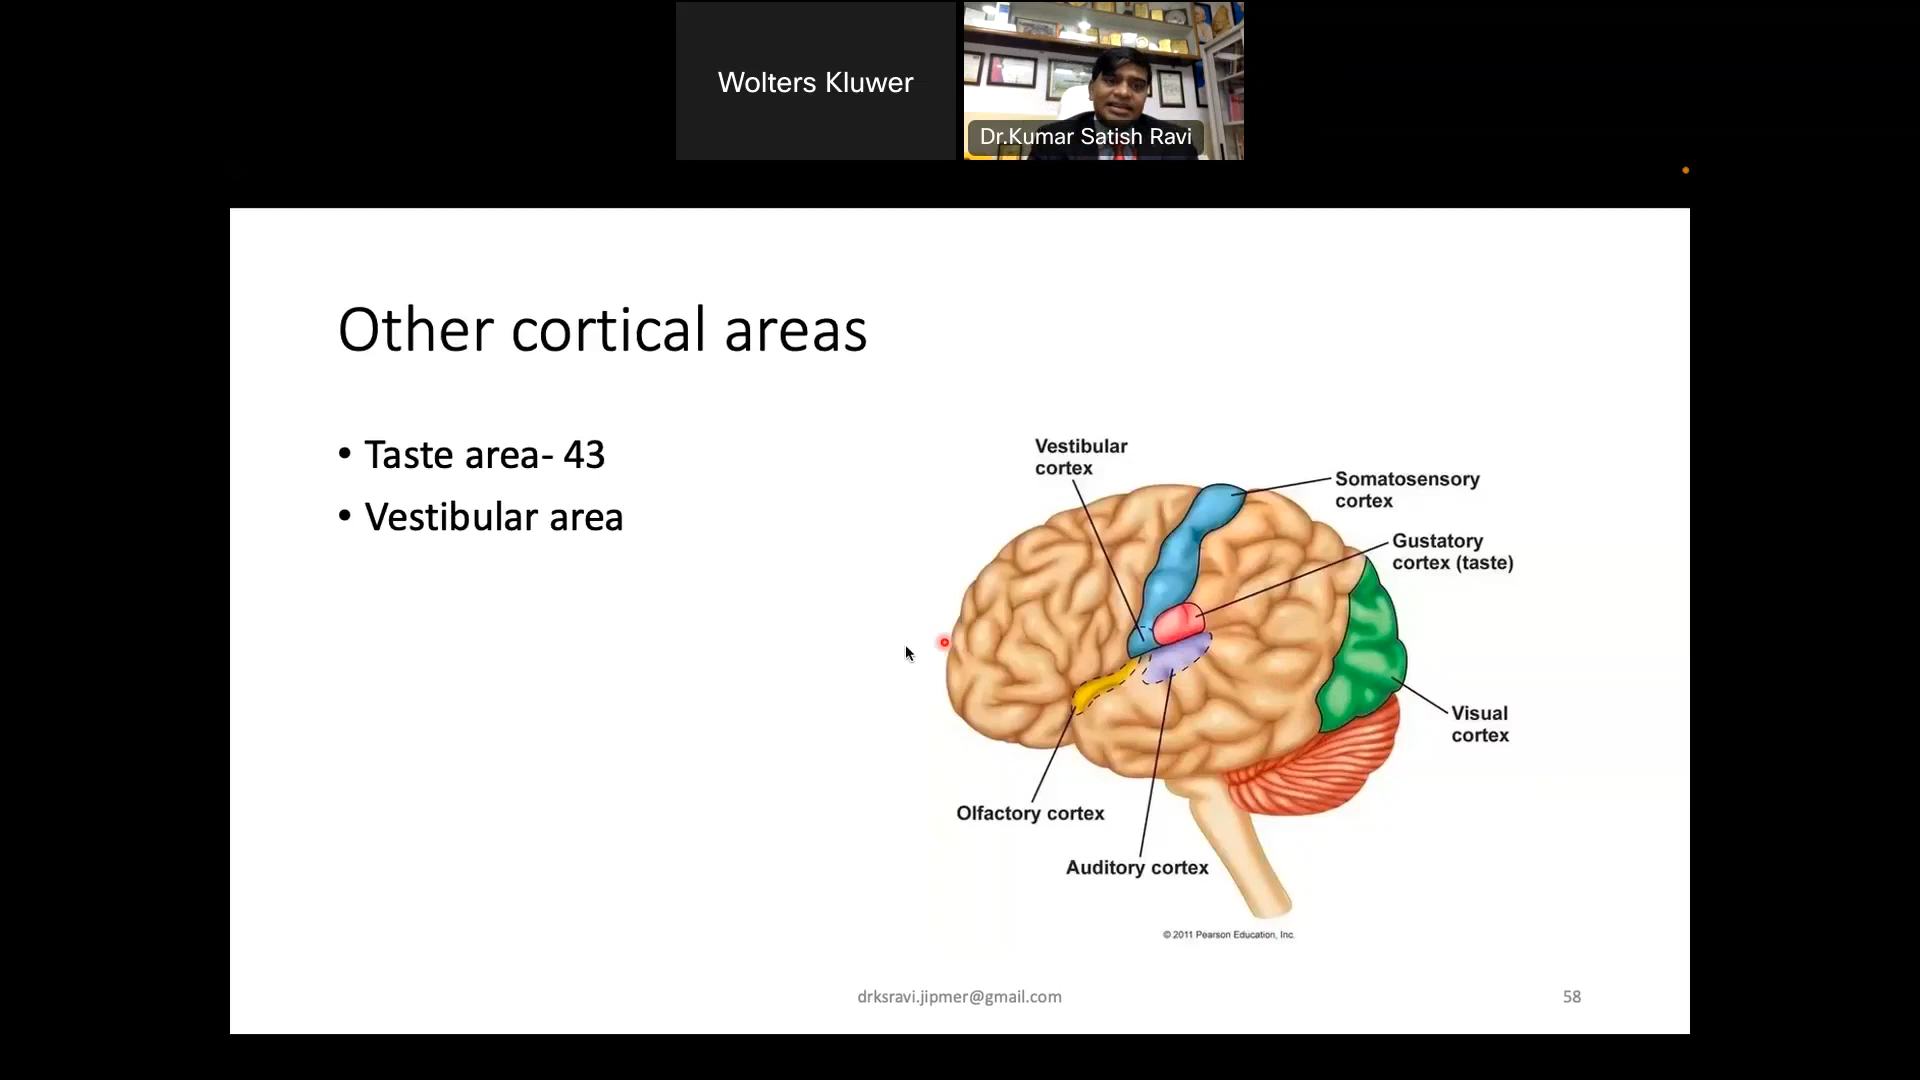 Wolters Kluwer
Dr.Kumar Satish Ravi
Other cortical areas
• Taste area- 43
• Vestibular area
Vestibular
cortex
Somatosensory
cortex
Gustatory
cortex (taste)
Visual
cortex
Olfactory cortex
Auditory cortex
© 2011 Pearson Education, Inc.
drksravi.jipmer@gmail.com
58